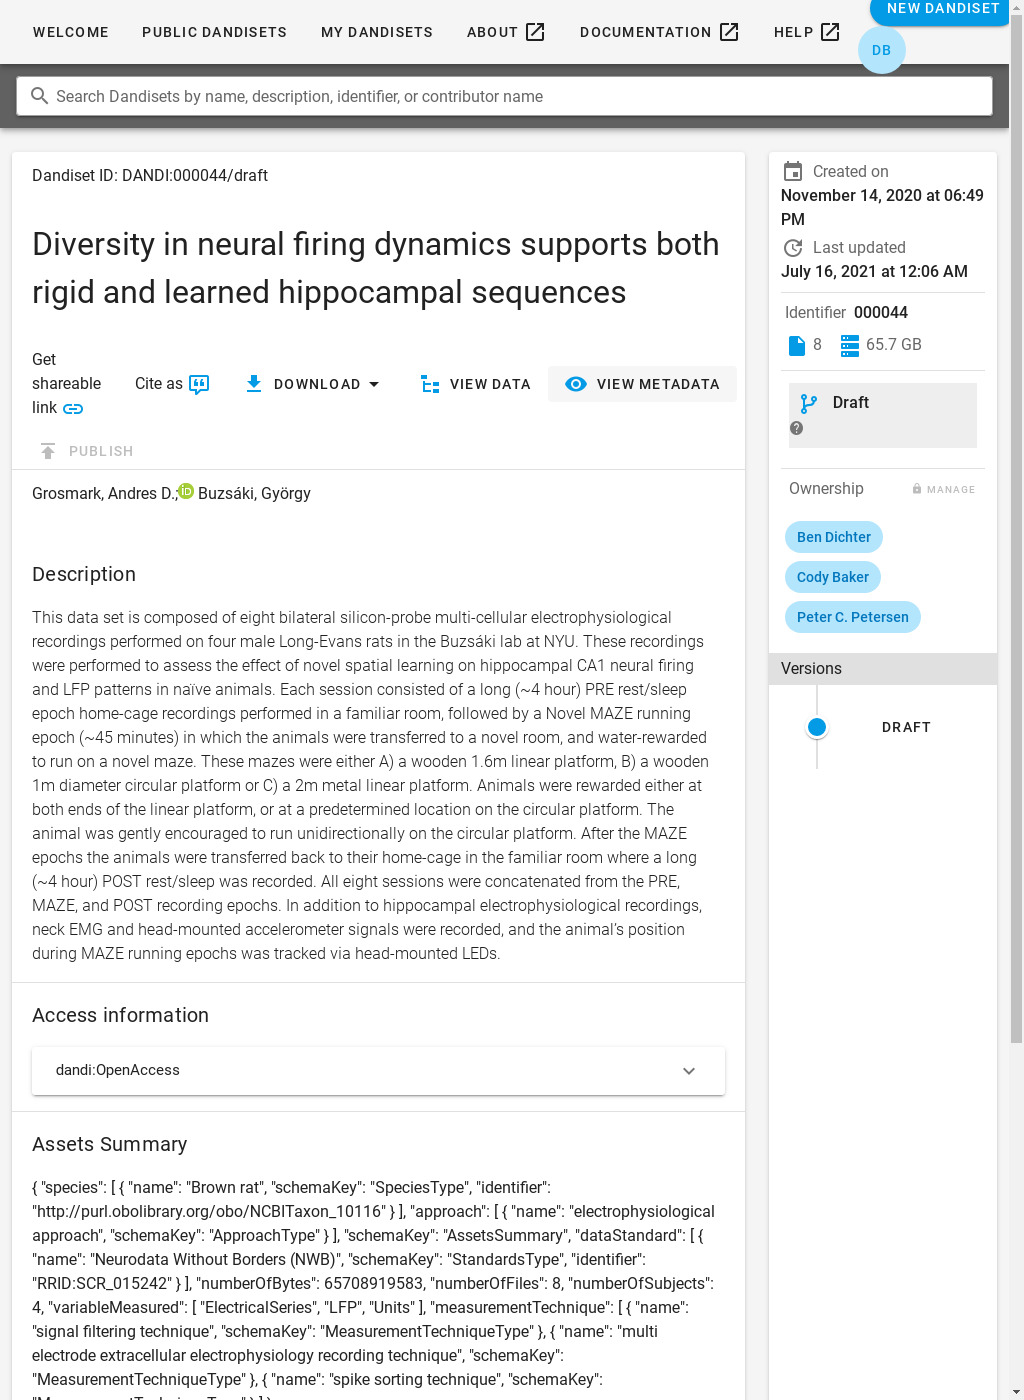 WELCOME
PUBLIC DANDISETS
MY DANDISETS
ABOUT
DOCUMENTATION
HELP
NEW DANDISET
DB
Search Dandisets by name, description, identifier, or contributor name
Dandiset ID: DANDI:000044/draft
Diversity in neural firing dynamics supports both
rigid and learned hippocampal sequences
Get
shareable
link
Cite as
DOWNLOAD
VIEW DATA
VIEW METADATA
PUBLISH
Grosmark, Andres D.; iD Buzsáki, György
Description
This data set is composed of eight bilateral silicon-probe multi-cellular electrophysiological
recordings performed on four male Long-Evans rats in the Buzsáki lab at NYU. These recordings
were performed to assess the effect of novel spatial learning on hippocampal CA1 neural firing
and LFP patterns in naïve animals. Each session consisted of a long (~4 hour) PRE rest/sleep
epoch home-cage recordings performed in a familiar room, followed by a Novel MAZE running
epoch (~45 minutes) in which the animals were transferred to a novel room, and water-rewarded
to run on a novel maze. These mazes were either A) a wooden 1.6m linear platform, B) a wooden
1m diameter circular platform or C) a 2m metal linear platform. Animals were rewarded either at
both ends of the linear platform, or at a predetermined location on the circular platform. The
animal was gently encouraged to run unidirectionally on the circular platform. After the MAZE
epochs the animals were transferred back to their home-cage in the familiar room where a long
(~4 hour) POST rest/sleep was recorded. All eight sessions were concatenated from the PRE,
MAZE, and POST recording epochs. In addition to hippocampal electrophysiological recordings,
neck EMG and head-mounted accelerometer signals were recorded, and the animal's position
during MAZE running epochs was tracked via head-mounted LEDs.
Access information
dandi:OpenAccess
Assets Summary
{ "species": [ { "name": "Brown rat", "schemaKey": "SpeciesType", "identifier":
"http://purl.obolibrary.org/obo/NCBITaxon_10116" } ], "approach": [ { "name": "electrophysiological
approach", "schemaKey": "ApproachType" } ], "schemaKey": "AssetsSummary", "dataStandard": [ {
"name": "Neurodata Without Borders (NWB)", "schemaKey": "StandardsType", "identifier":
"RRID:SCR_015242" } ], "numberOfBytes": 65708919583, "numberOfFiles": 8, "numberOfSubjects":
4, "variableMeasured": [ "ElectricalSeries", "LFP", "Units" ], "measurementTechnique": [ { "name":
"signal filtering technique", "schemaKey": "MeasurementTechniqueType" }, { "name": "multi
electrode extracellular electrophysiology recording technique", "schemaKey":
"MeasurementTechniqueType" }, { "name": "spike sorting technique", "schemaKey":
"MeasurementTechniqueType" } ] }
Created on
November 14, 2020 at 06:49
PM
Last updated
July 16, 2021 at 12:06 AM
Identifier 000044
8
65.7 GB
Draft
Ownership
MANAGE
Ben Dichter
Cody Baker
Peter C. Petersen
Versions
DRAFT